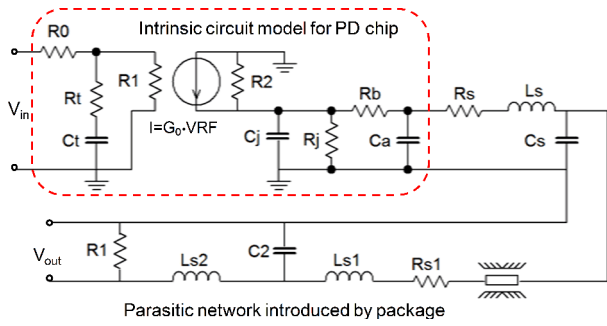 Intrinsic circuit model for PD chip
R0
Rt
R1
R2
Vin
I=G0·VRF
Ct
Cj
Rj
Rb
Ca
Rs
Ls
Cs
Vout
R1
Ls2
C2
Ls1
Rs1
Parasitic network introduced by package